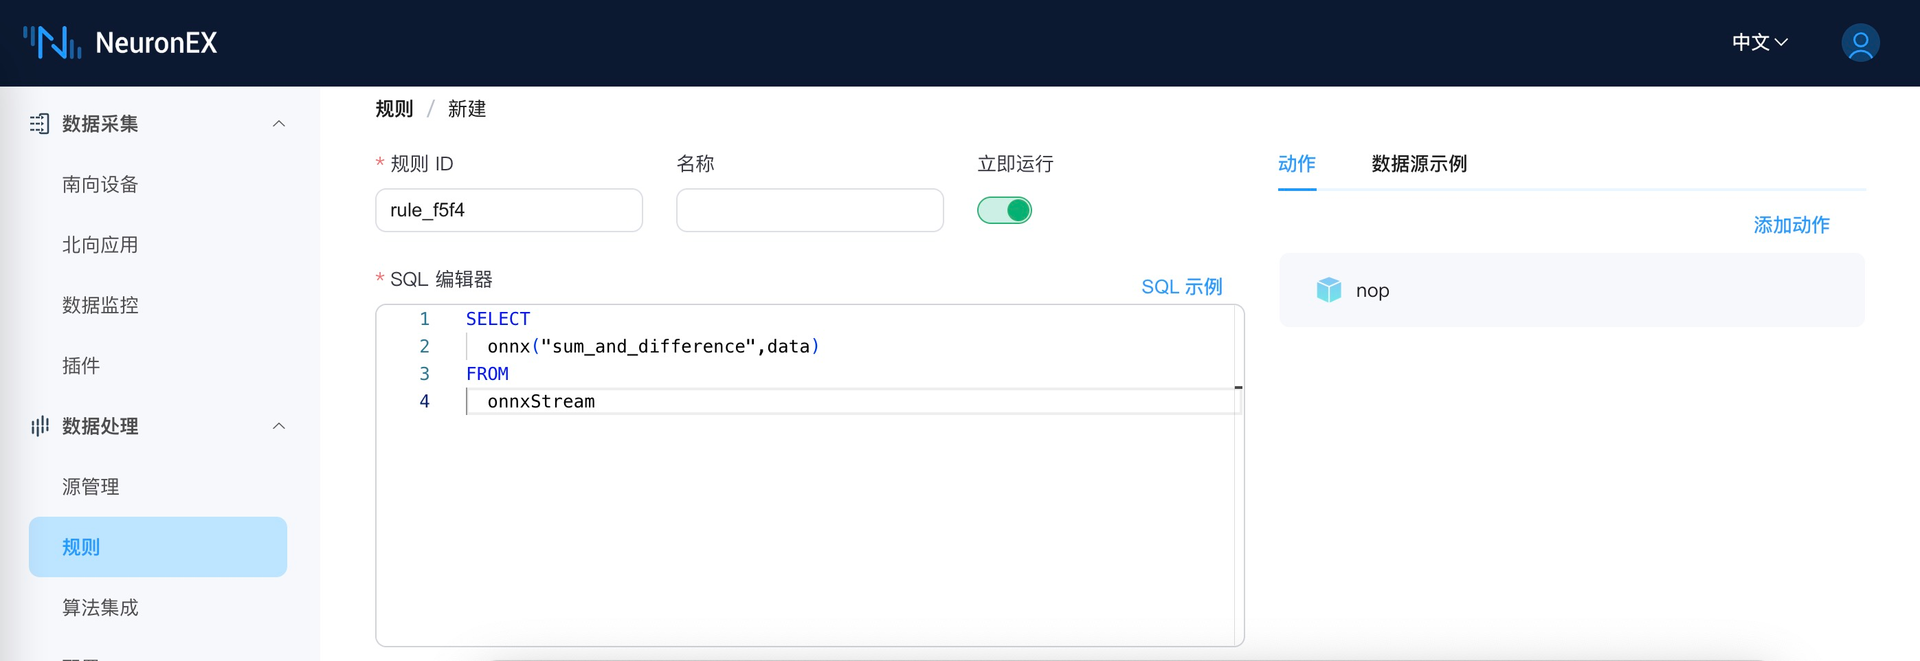 NeuronEX
中文
数据采集
南向设备
北向应用
数据监控
插件
数据处理
源管理
规则
算法集成
规则 / 新建
* 规则 ID
名称
立即运行
rule_f5f4
* SQL 编辑器
SQL 示例
1 SELECT
2 onnx("sum_and_difference",data)
3 FROM
4 onnxStream
动作
数据源示例
添加动作
nop